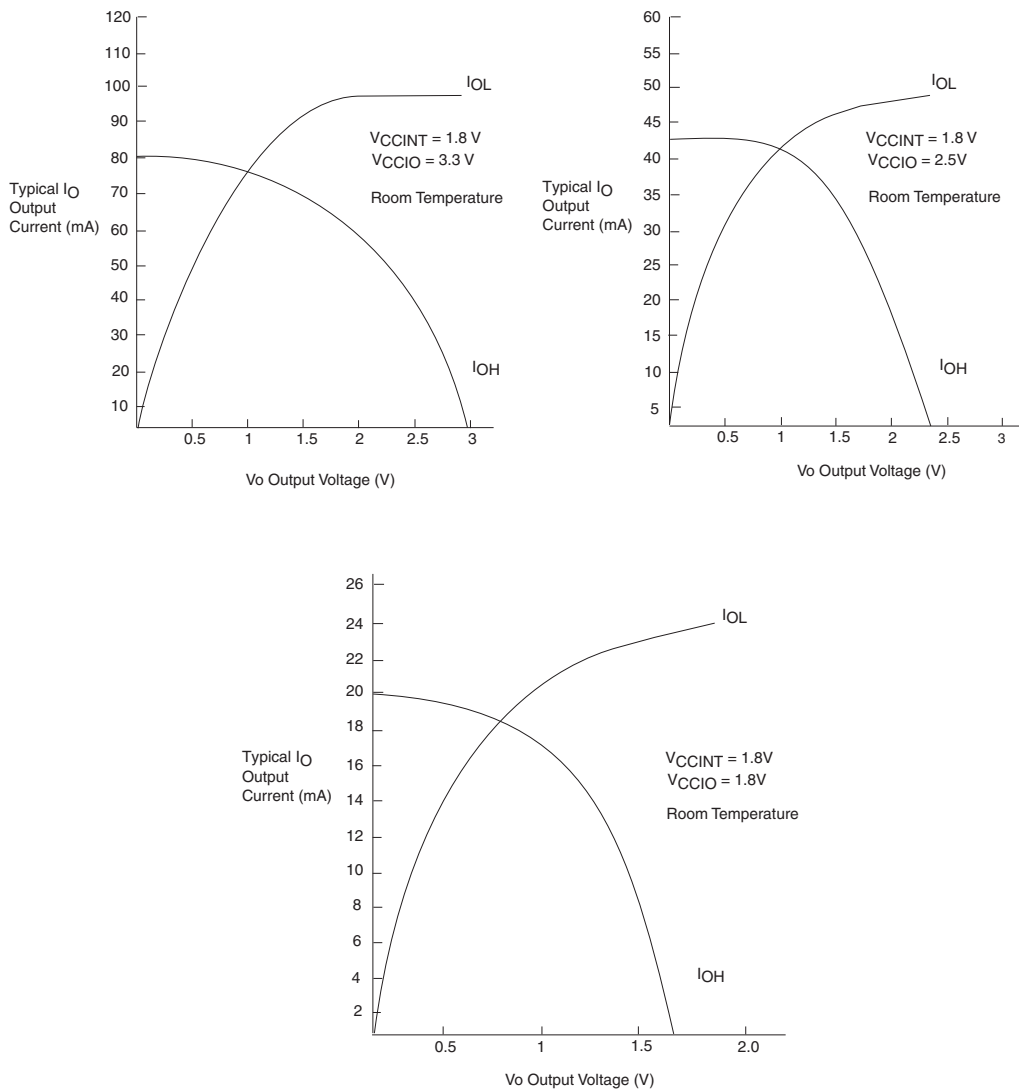 120
110
100
90
80
70
60
50
40
30
20
10
Typical IO
Output
Current (mA)
IOL
VCCINT = 1.8 V
VCCIO = 3.3 V
Room Temperature
IOH
0.5 1 1.5 2 2.5 3
Vo Output Voltage (V)
60
50
45
40
35
30
25
20
15
10
5
Typical IO
Output
Current (mA)
IOL
VCCINT = 1.8 V
VCCIO = 2.5V
Room Temperature
IOH
0.5 1 1.5 2 2.5 3
Vo Output Voltage (V)
26
24
22
20
18
16
14
12
10
8
6
4
2
Typical IO
Output
Current (mA)
IOL
VCCINT = 1.8V
VCCIO = 1.8V
Room Temperature
IOH
0.5 1 1.5 2.0
Vo Output Voltage (V)